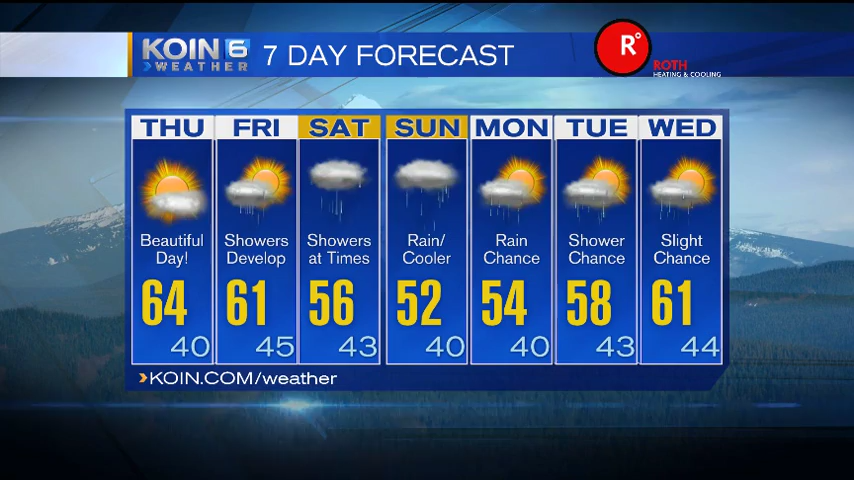 KOIN 6
WEATHER
7 DAY FORECAST
R°
ROTH
HEATING & COOLING
THU FRI SAT SUN MON TUE WED
Beautiful Day!
Showers Develop
Showers at Times
Rain/ Cooler
Rain Chance
Shower Chance
Slight Chance
64 61 56 52 54 58 61
40 45 43 40 40 43 44
KOIN.COM/weather